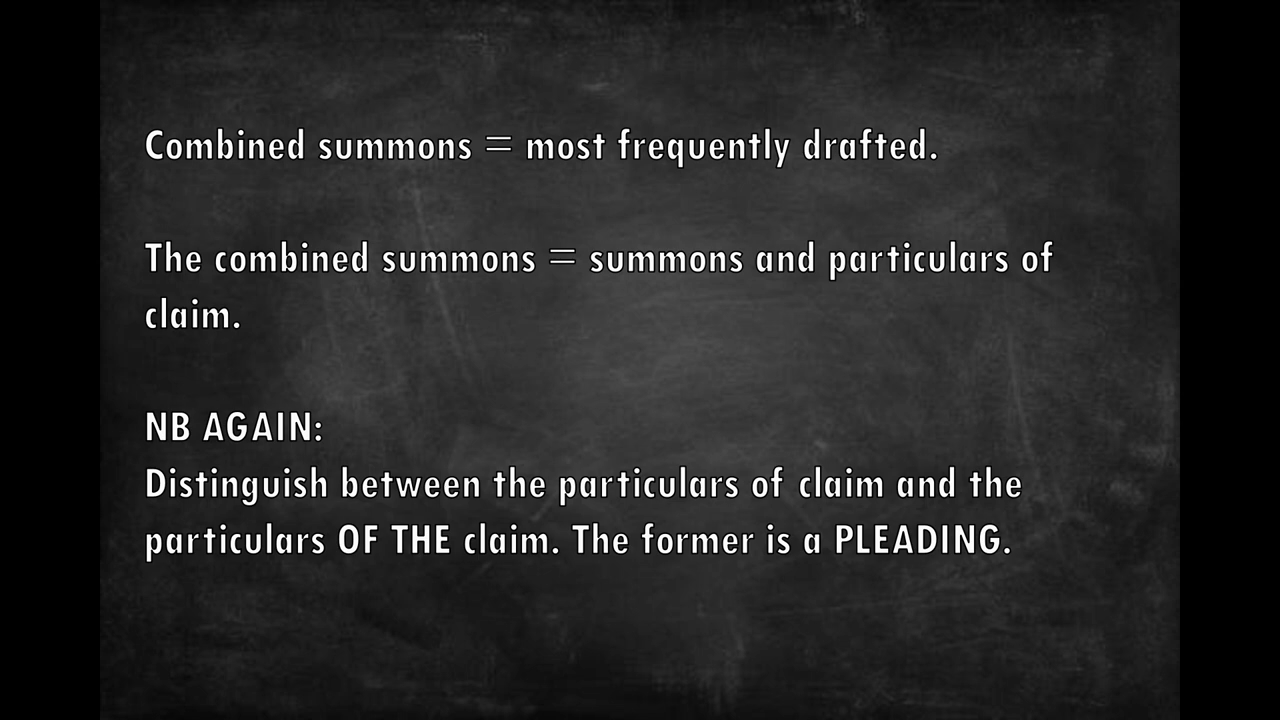 Combined summons = most frequently drafted.
The combined summons = summons and particulars of
claim.
NB AGAIN:
Distinguish between the particulars of claim and the
particulars OF THE claim. The former is a PLEADING.